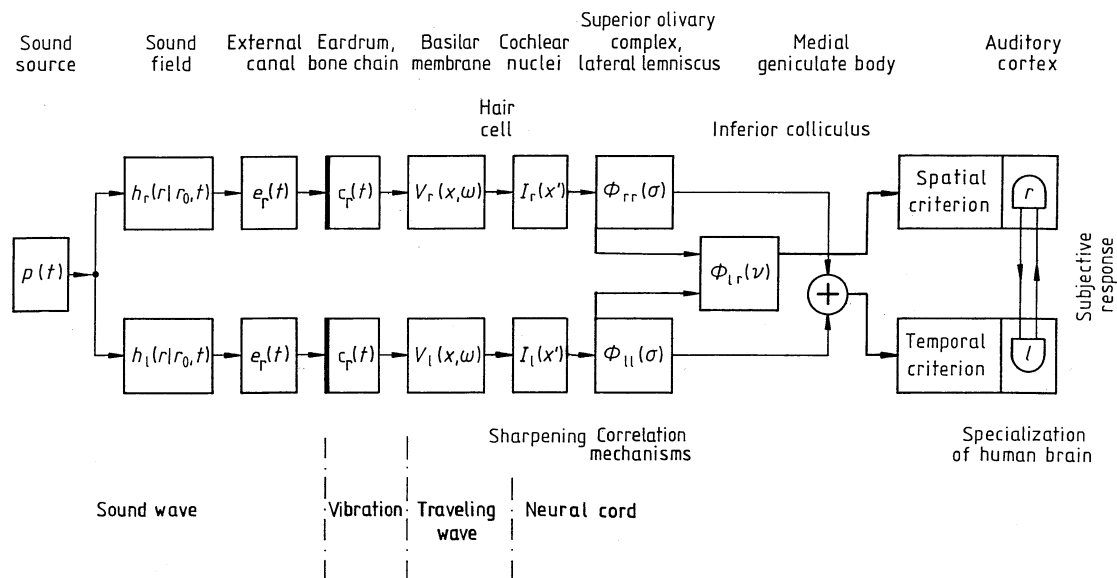 Sound
source
Sound
field
External
canal
Eardrum,
bone chain
Basilar
membrane
Cochlear
nuclei
Superior olivary
complex,
lateral lemniscus
Medial
geniculate body
Auditory
cortex
Hair
cell
Inferior colliculus
p(t)
h_r(r|r_0,t)
e_r(t)
c_r(t)
V_r(x,ω)
I_r(x')
Φ_rr(σ)
Spatial
criterion
r
Φ_lr(ν)
+
h_l(r|r_0,t)
e_r(t)
c_r(t)
V_l(x,ω)
I_l(x')
Φ_ll(σ)
Temporal
criterion
l
Subjective
response
Sharpening
Correlation
mechanisms
Specialization
of human brain
Sound wave
Vibration
Traveling
wave
Neural cord